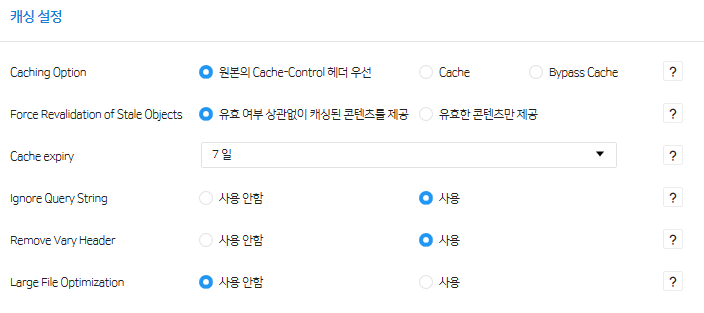 캐싱 설정
Caching Option 원본의 Cache-Control 헤더 우선 Cache Bypass Cache ?
Force Revalidation of Stale Objects 유효 여부 상관없이 캐싱된 콘텐츠를 제공 유효한 콘텐츠만 제공 ?
Cache expiry 7 일 ?
Ignore Query String 사용 안함 사용 ?
Remove Vary Header 사용 안함 사용 ?
Large File Optimization 사용 안함 사용 ?